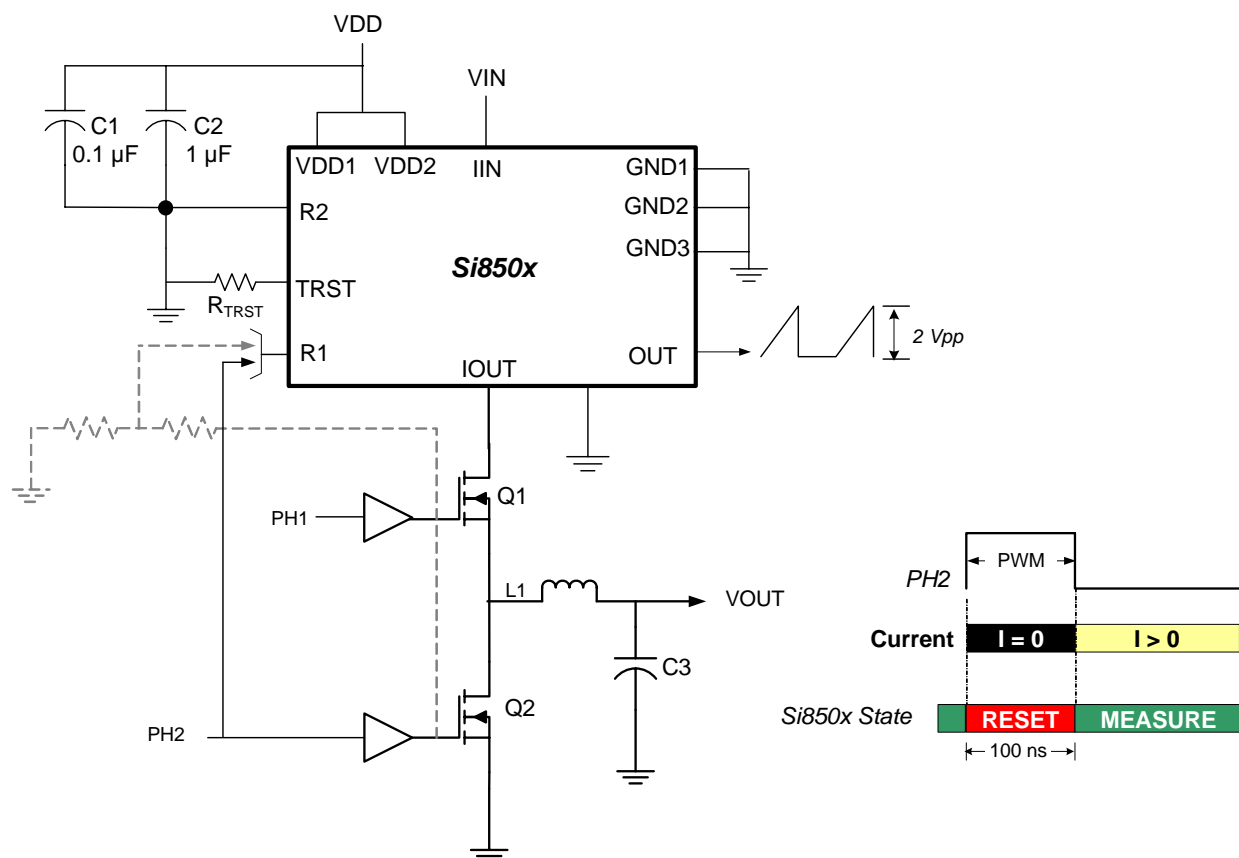 VDD
VIN
C1
0.1 µF
C2
1 µF
VDD1
VDD2
IIN
GND1
GND2
GND3
R2
Si850x
TRST
RTRST
R1
IOUT
OUT
2 Vpp
PH1
Q1
L1
VOUT
C3
PH2
Q2
PH2
PWM
Current
I = 0
I > 0
Si850x State
RESET
MEASURE
100 ns